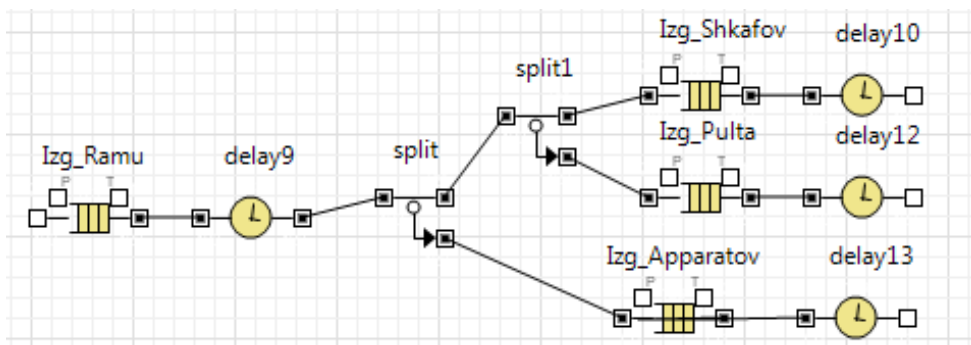 Izg_Shkafov
delay10
split1
P
T
Izg_Pulta
delay12
P
T
Izg_Ramu
delay9
split
P
T
Izg_Apparatov
delay13
P
T